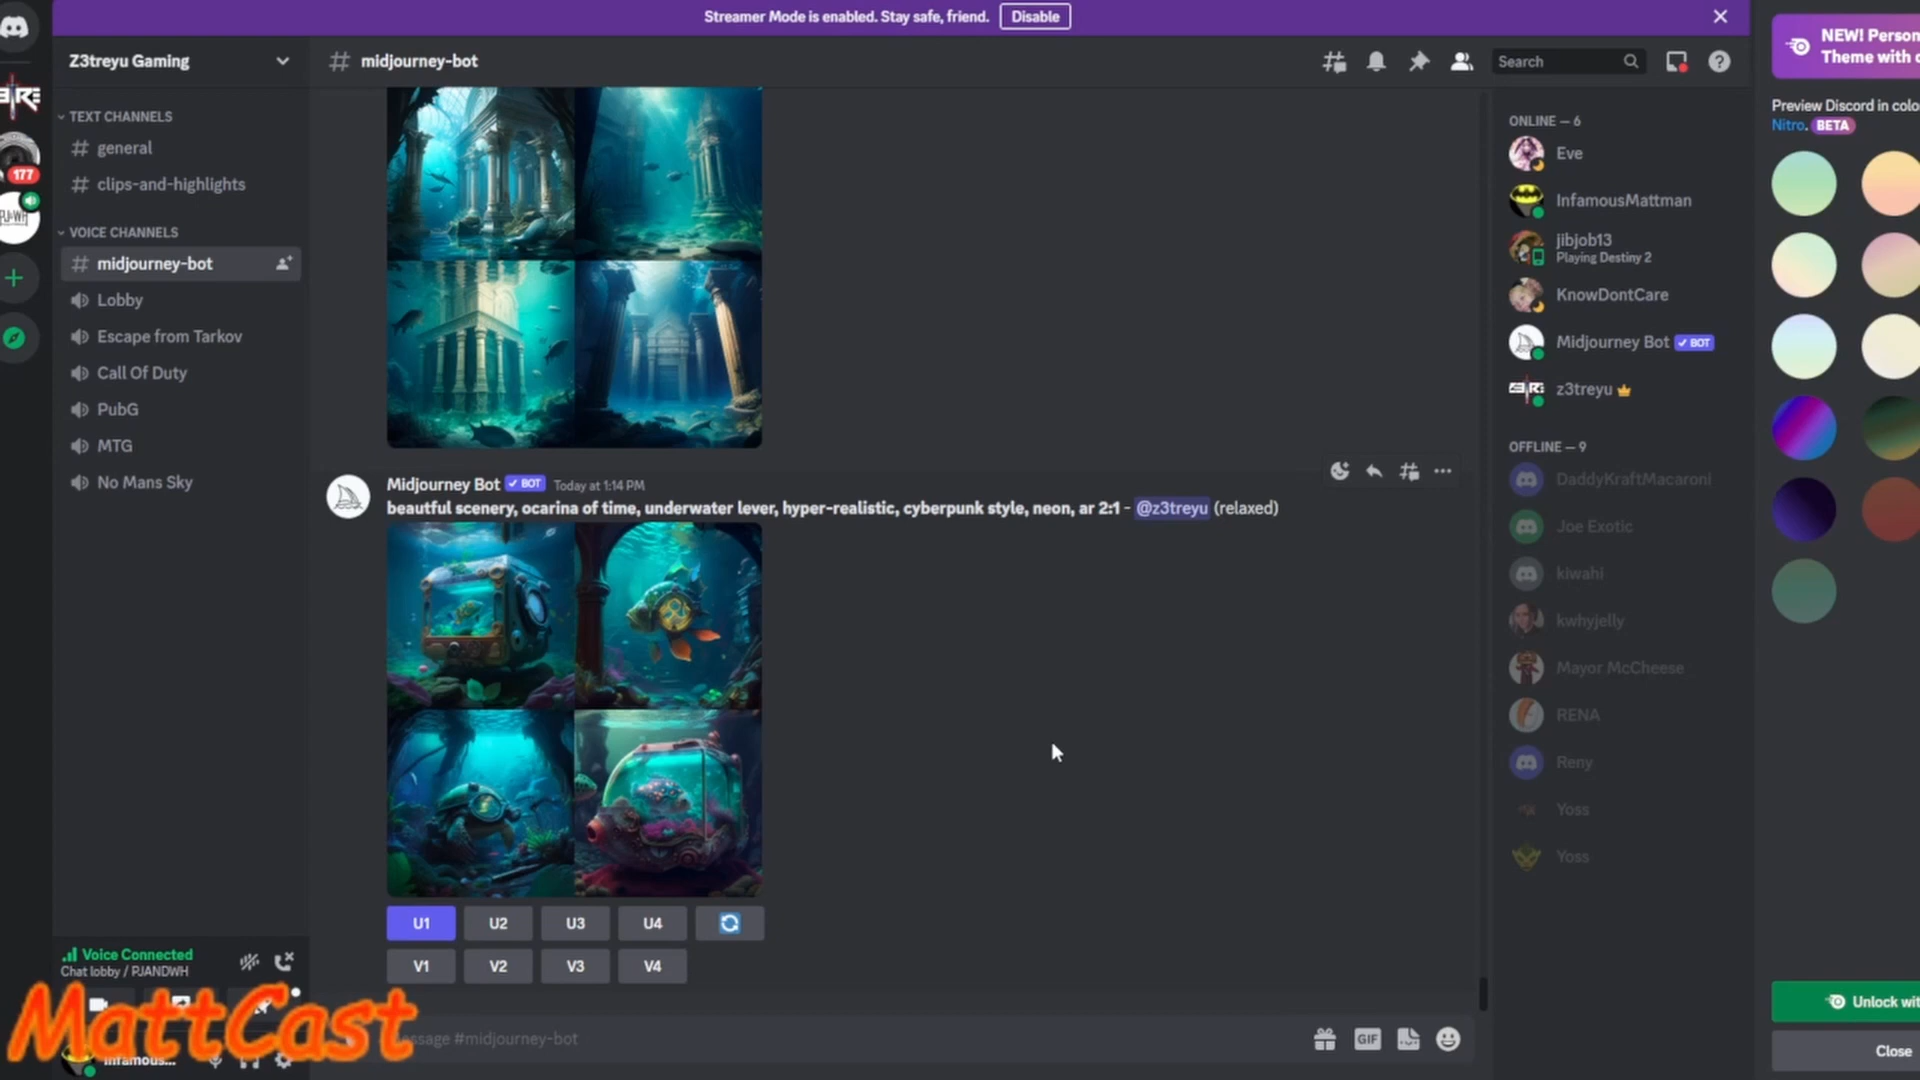 Streamer Mode is enabled. Stay safe, friend.
Disable
NEW! Person
Theme with c
Z3treyu Gaming
midjourney-bot
Search
Preview Discord in colo
Nitro. BETA
TEXT CHANNELS
general
clips-and-highlights
177
VOICE CHANNELS
midjourney-bot
Lobby
Escape from Tarkov
Call Of Duty
PubG
MTG
No Mans Sky
Midjourney Bot BOT Today at 1:14 PM
beautful scenery, ocarina of time, underwater lever, hyper-realistic, cyberpunk style, neon, ar 2:1 - @z3treyu (relaxed)
U1
U2
U3
U4
V1
V2
V3
V4
ONLINE — 6
Eve
InfamousMattman
jibjob13
Playing Destiny 2
KnowDontCare
Midjourney Bot BOT
z3treyu
OFFLINE — 9
DaddyKraftMacaroni
Joe Exotic
kiwahi
kwhyjelly
Mayor McCheese
RENA
Reny
Yoss
Yoss
Voice Connected
Chat lobby / PJANDWH
MattCast
Infamous...
#midjourney-bot
GIF
Unlock wit
Close